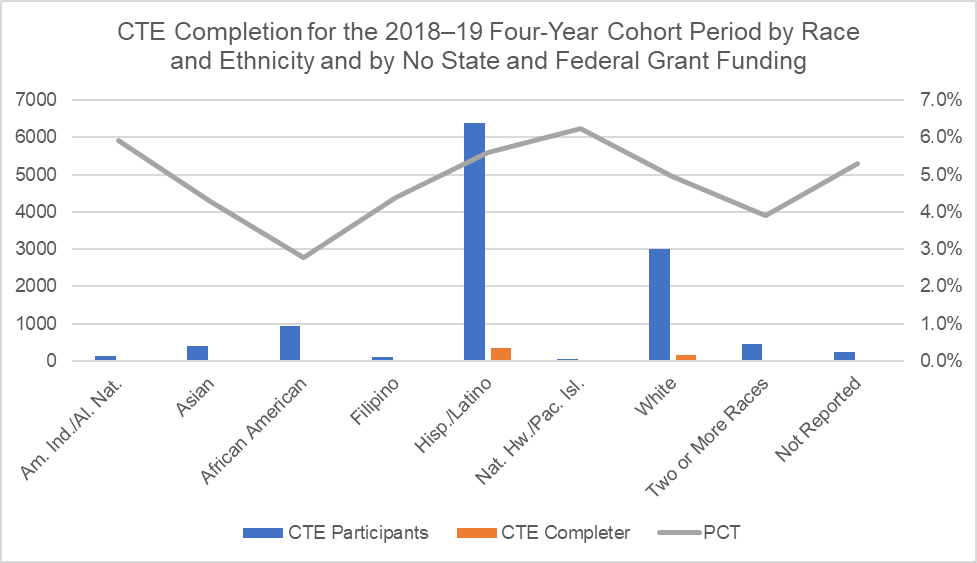 CTE Completion for the 2018–19 Four-Year Cohort Period by Race
and Ethnicity and by No State and Federal Grant Funding
7000
6000
5000
4000
3000
2000
1000
0
7.0%
6.0%
5.0%
4.0%
3.0%
2.0%
1.0%
0.0%
Am. Ind./Al. Nat.
Asian
African American
Filipino
Hisp./Latino
Nat. Hw./Pac. Isl.
White
Two or More Races
Not Reported
CTE Participants
CTE Completer
PCT